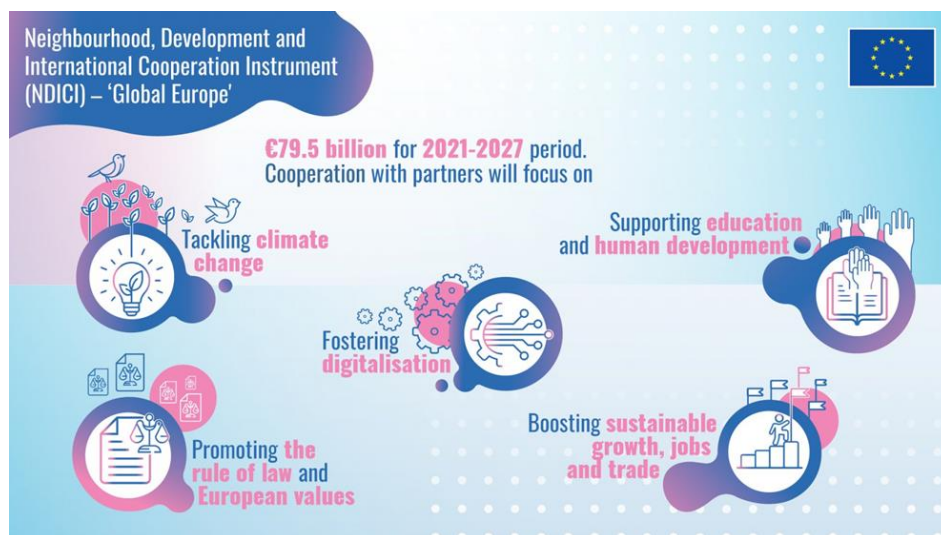 Neighbourhood, Development and
International Cooperation Instrument
(NDICI) – ‘Global Europe'
€79.5 billion for 2021-2027 period.
Cooperation with partners will focus on
Tackling climate
change
Supporting education
and human development
Fostering
digitalisation
Promoting the
rule of law and
European values
Boosting sustainable
growth, jobs
and trade